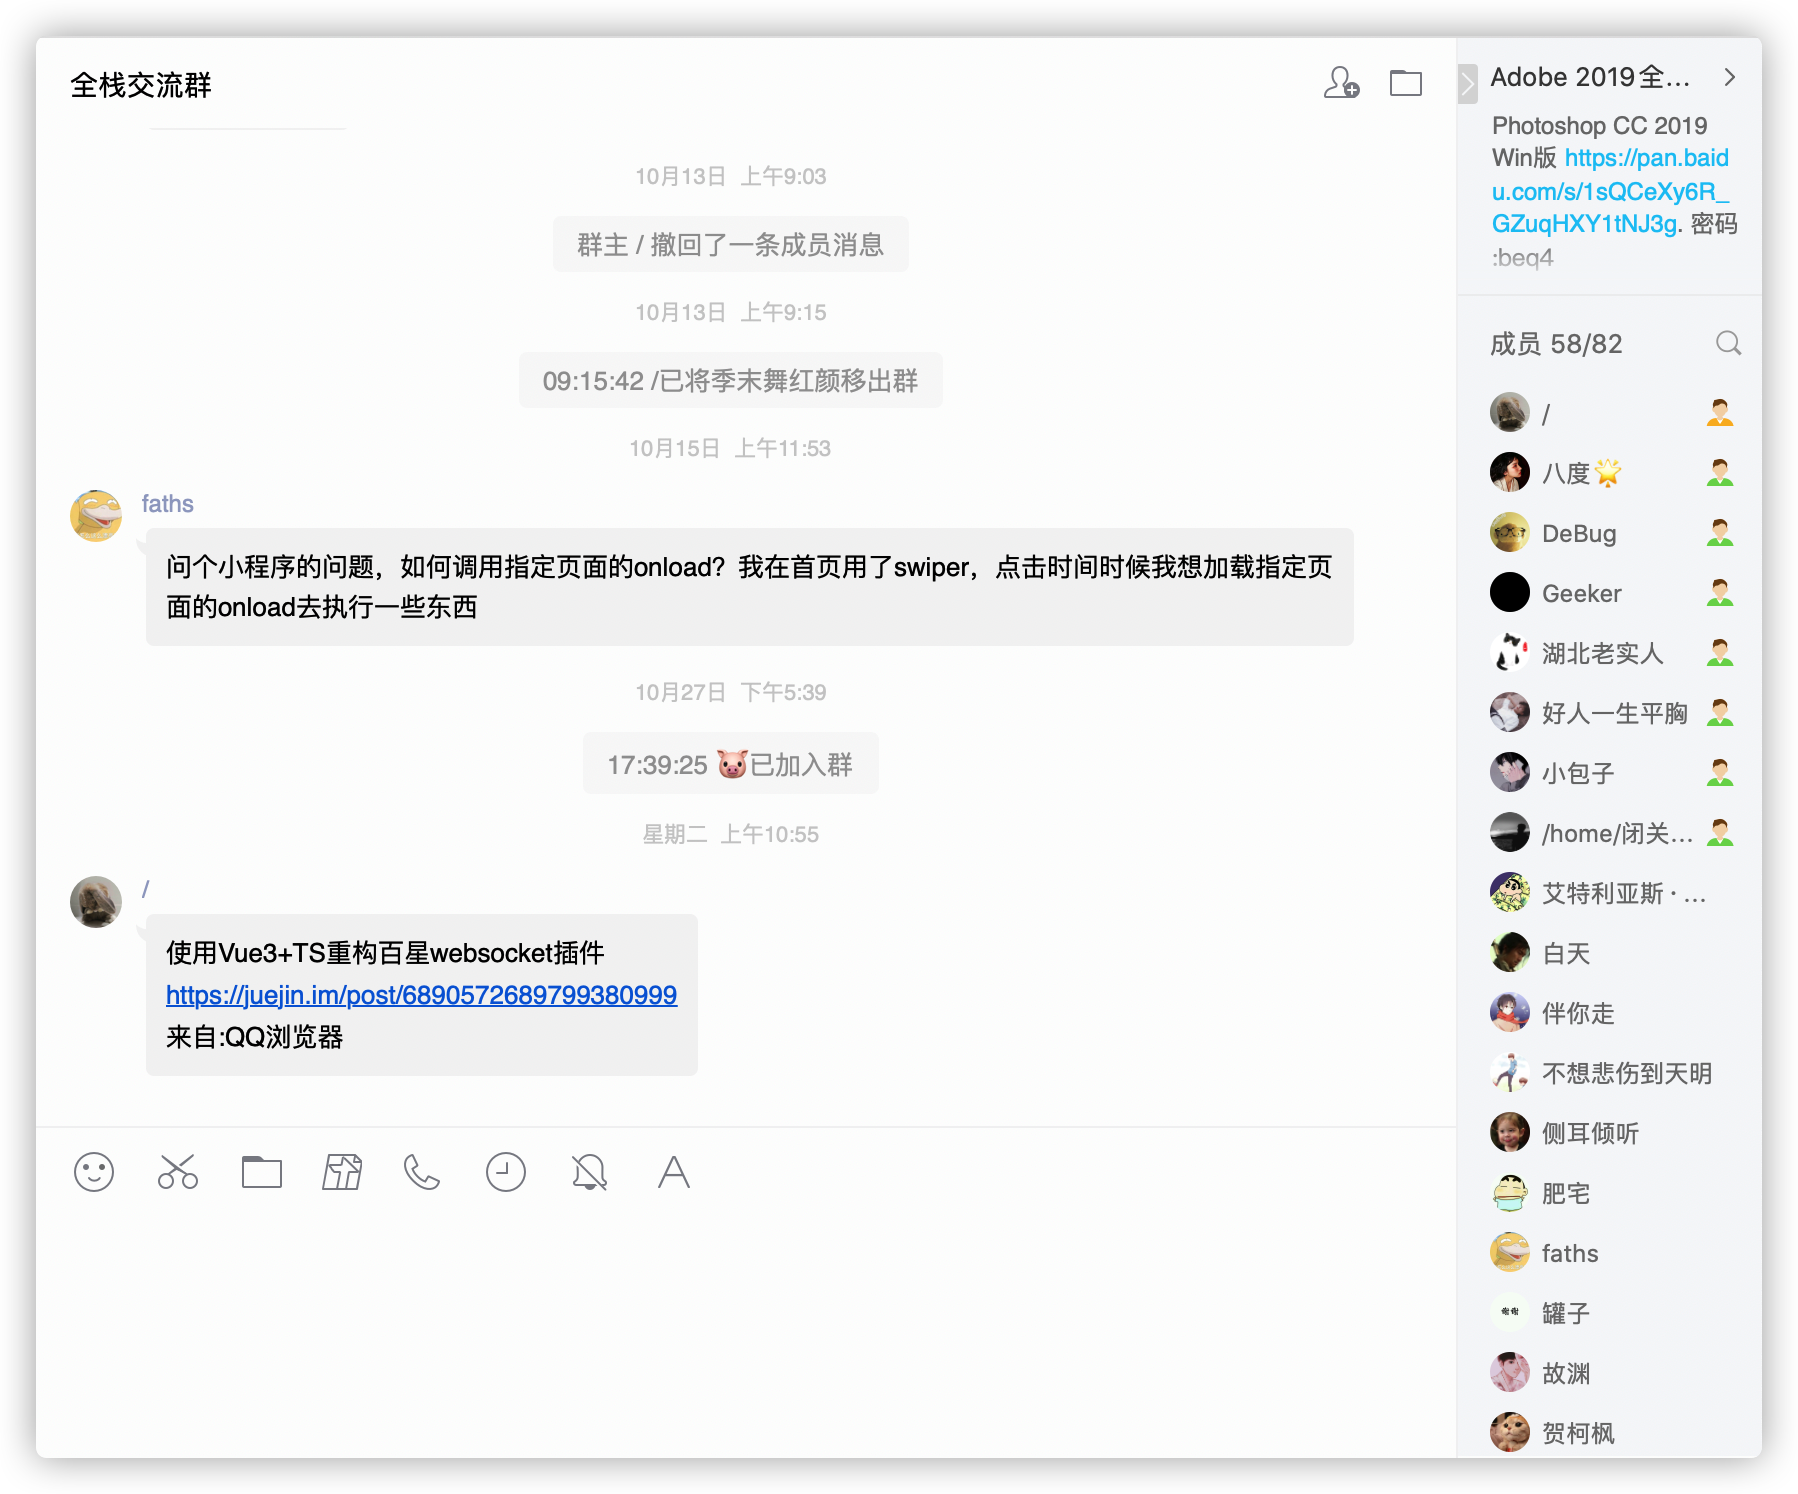 全栈交流群
10月13日 上午9:03
群主 / 撤回了一条成员消息
10月13日 上午9:15
09:15:42 /已将季末舞红颜移出群
10月15日 上午11:53
faths
问个小程序的问题，如何调用指定页面的onload？我在首页用了swiper，点击时间时候我想加载指定页
面的onload去执行一些东西
10月27日 下午5:39
17:39:25 🐷已加入群
星期二 上午10:55
/
使用Vue3+TS重构百星websocket插件
https://juejin.im/post/6890572689799380999
来自:QQ浏览器
Adobe 2019全...
Photoshop CC 2019
Win版 https://pan.baid
u.com/s/1sQCeXy6R_
GZuqHXY1tNJ3g. 密码
:beq4
成员 58/82
/
八度🌟
DeBug
Geeker
湖北老实人
好人一生平胸
小包子
/home/闭关...
艾特利亚斯 · ...
白天
伴你走
不想悲伤到天明
侧耳倾听
肥宅
faths
罐子
故渊
贺柯枫